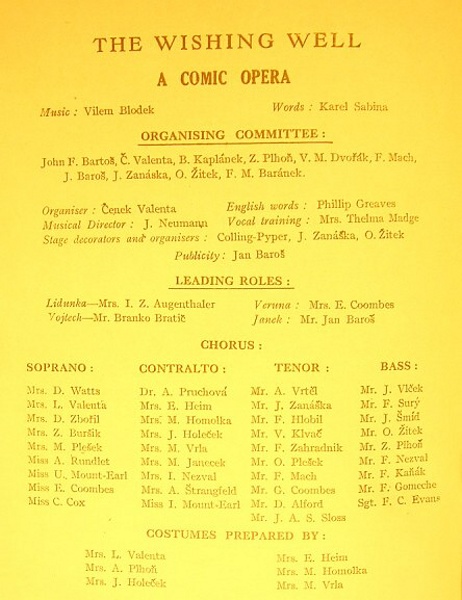 THE WISHING WELL
A COMIC OPERA
Music : Vilem Blodek Words : Karel Sabina
ORGANISING COMMITTEE :
John F. Bartoš, Č. Valenta, B. Kaplánek, Z. Plhoň, V. M. Dvořák, F. Mach,
J. Baroš, J. Zanáska, O. Žitek, F. M. Baránek.
Organiser : Čenek Valenta English words : Phillip Greaves
Musical Director : J. Neumann Vocal training : Mrs. Thelma Madge
Stage decorators and organisers : Colling-Pyper, J. Zanáška, O. Žitek
Publicity : Jan Baroš
LEADING ROLES :
Lidunka—Mrs. I. Z. Augenthaler Veruna : Mrs. E. Coombes
Vojtech—Mr. Branko Bratič Janek : Mr. Jan Baroš
CHORUS :
SOPRANO : CONTRALTO : TENOR : BASS :
Mrs. D. Watts Dr. A. Pruchová Mr. A. Vrtěl Mr. J. Vlček
Mrs. L. Valenta Mrs. E. Heim Mr. J. Zanáška Mr. F. Surý
Mrs. D. Zbořil Mrs. M. Homolka Mr. F. Hlobil Mr. J. Šmíd
Mrs. Z. Buršík Mrs. J. Holeček Mr. V. Klvač Mr. O. Žitek
Mrs. M. Plešek Mrs. M. Vrla Mr. F. Zahradnik Mr. Z. Plhoň
Miss A. Rundlet Mrs. M. Janecek Mr. O. Plešek Mr. F. Nezval
Miss U. Mount-Earl Mrs. I. Nezval Mr. F. Mach Mr. F. Kaňák
Miss E. Coombes Mrs. A. Štrangfeld Mr. G. Coombes Mr. F. Gomeche
Miss C. Cox Miss I. Mount-Earl Mr. D. Alford Sgt. F. C. Evans
Mr. J. A. S. Sloss
COSTUMES PREPARED BY :
Mrs. L. Valenta Mrs. E. Heim
Mrs. A. Plhoň Mrs. M. Homolka
Mrs. J. Holeček Mrs. M. Vrla